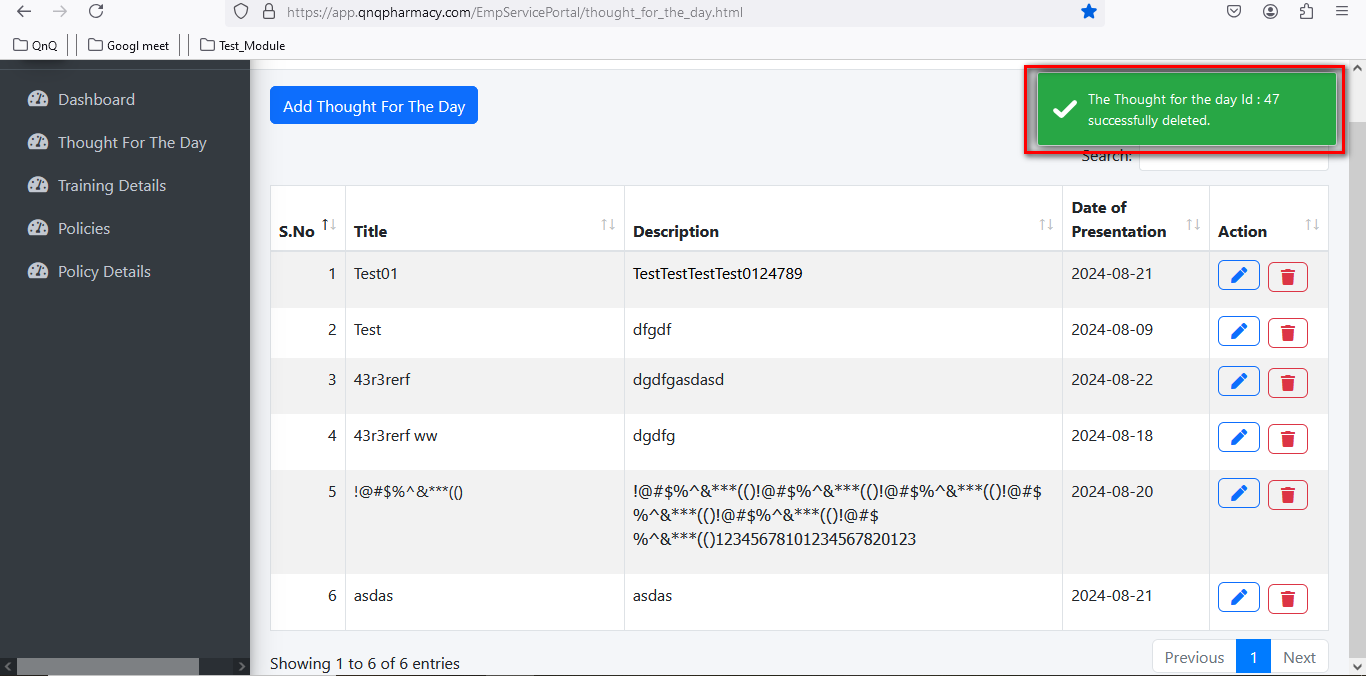 https://app.qnqpharmacy.com/EmpServicePortal/thought_for_the_day.html
QnQ
Googl meet
Test_Module
Dashboard
Thought For The Day
Training Details
Policies
Policy Details
Add Thought For The Day
The Thought for the day Id : 47
successfully deleted.
Search:
S.No Title Description Date of
Presentation Action
1 Test01 TestTestTestTest0124789 2024-08-21
2 Test dfgdf 2024-08-09
3 43r3rerf dgdfgasdasd 2024-08-22
4 43r3rerf ww dgdfg 2024-08-18
5 !@#$%^&***(() !@#$%^&***(()!@#$%^&***(()!@#$%^&***(()!@#$ 2024-08-20
%^&***(()!@#$%^&***(()!@#$
%^&***(()12345678101234567820123
6 asdas asdas 2024-08-21
Showing 1 to 6 of 6 entries
Previous 1 Next